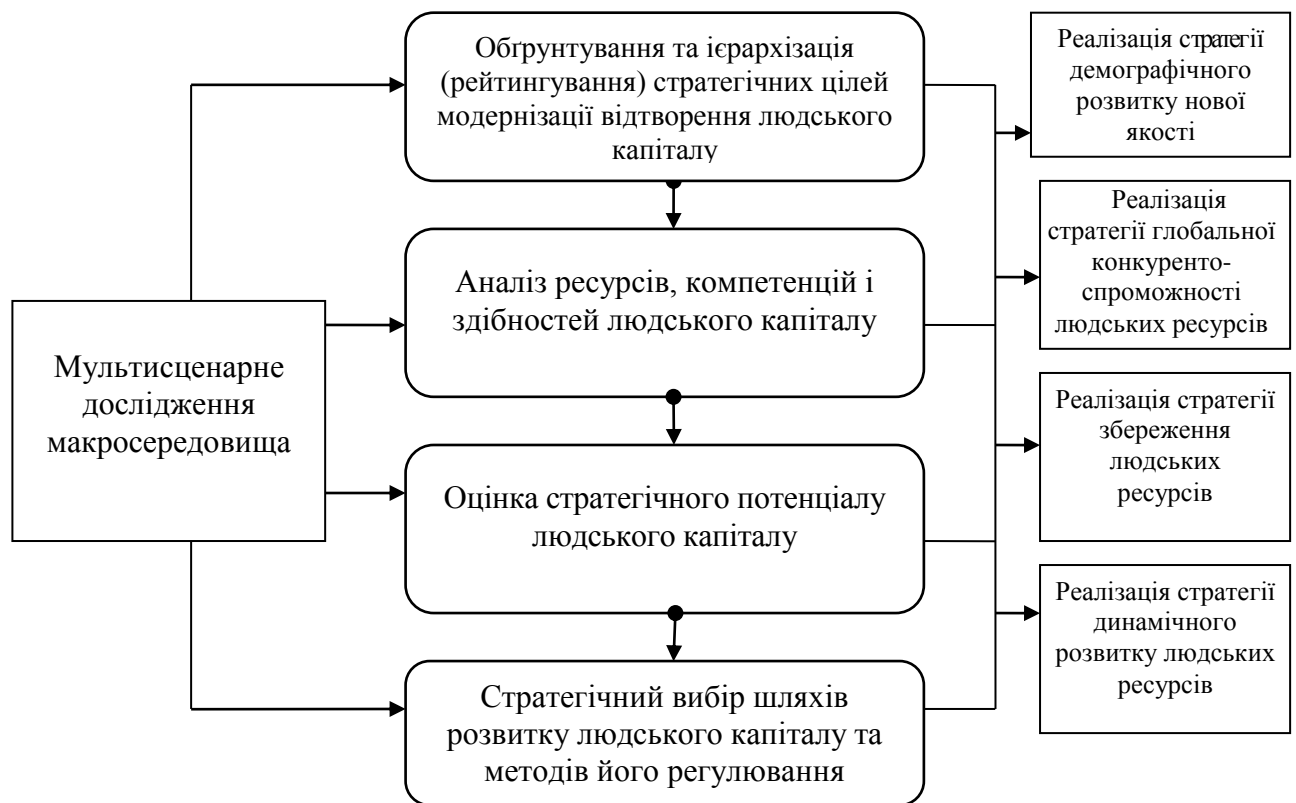 Мультисценарне
дослідження
макросередовища
Обґрунтування та ієрархізація
(рейтингування) стратегічних цілей
модернізації відтворення людського
капіталу
Аналіз ресурсів, компетенцій і
здібностей людського капіталу
Оцінка стратегічного потенціалу
людського капіталу
Стратегічний вибір шляхів
розвитку людського капіталу та
методів його регулювання
Реалізація стратегії
демографічного
розвитку нової
якості
Реалізація
стратегії глобальної
конкуренто-
спроможності
людських ресурсів
Реалізація стратегії
збереження
людських
ресурсів
Реалізація стратегії
динамічного
розвитку людських
ресурсів